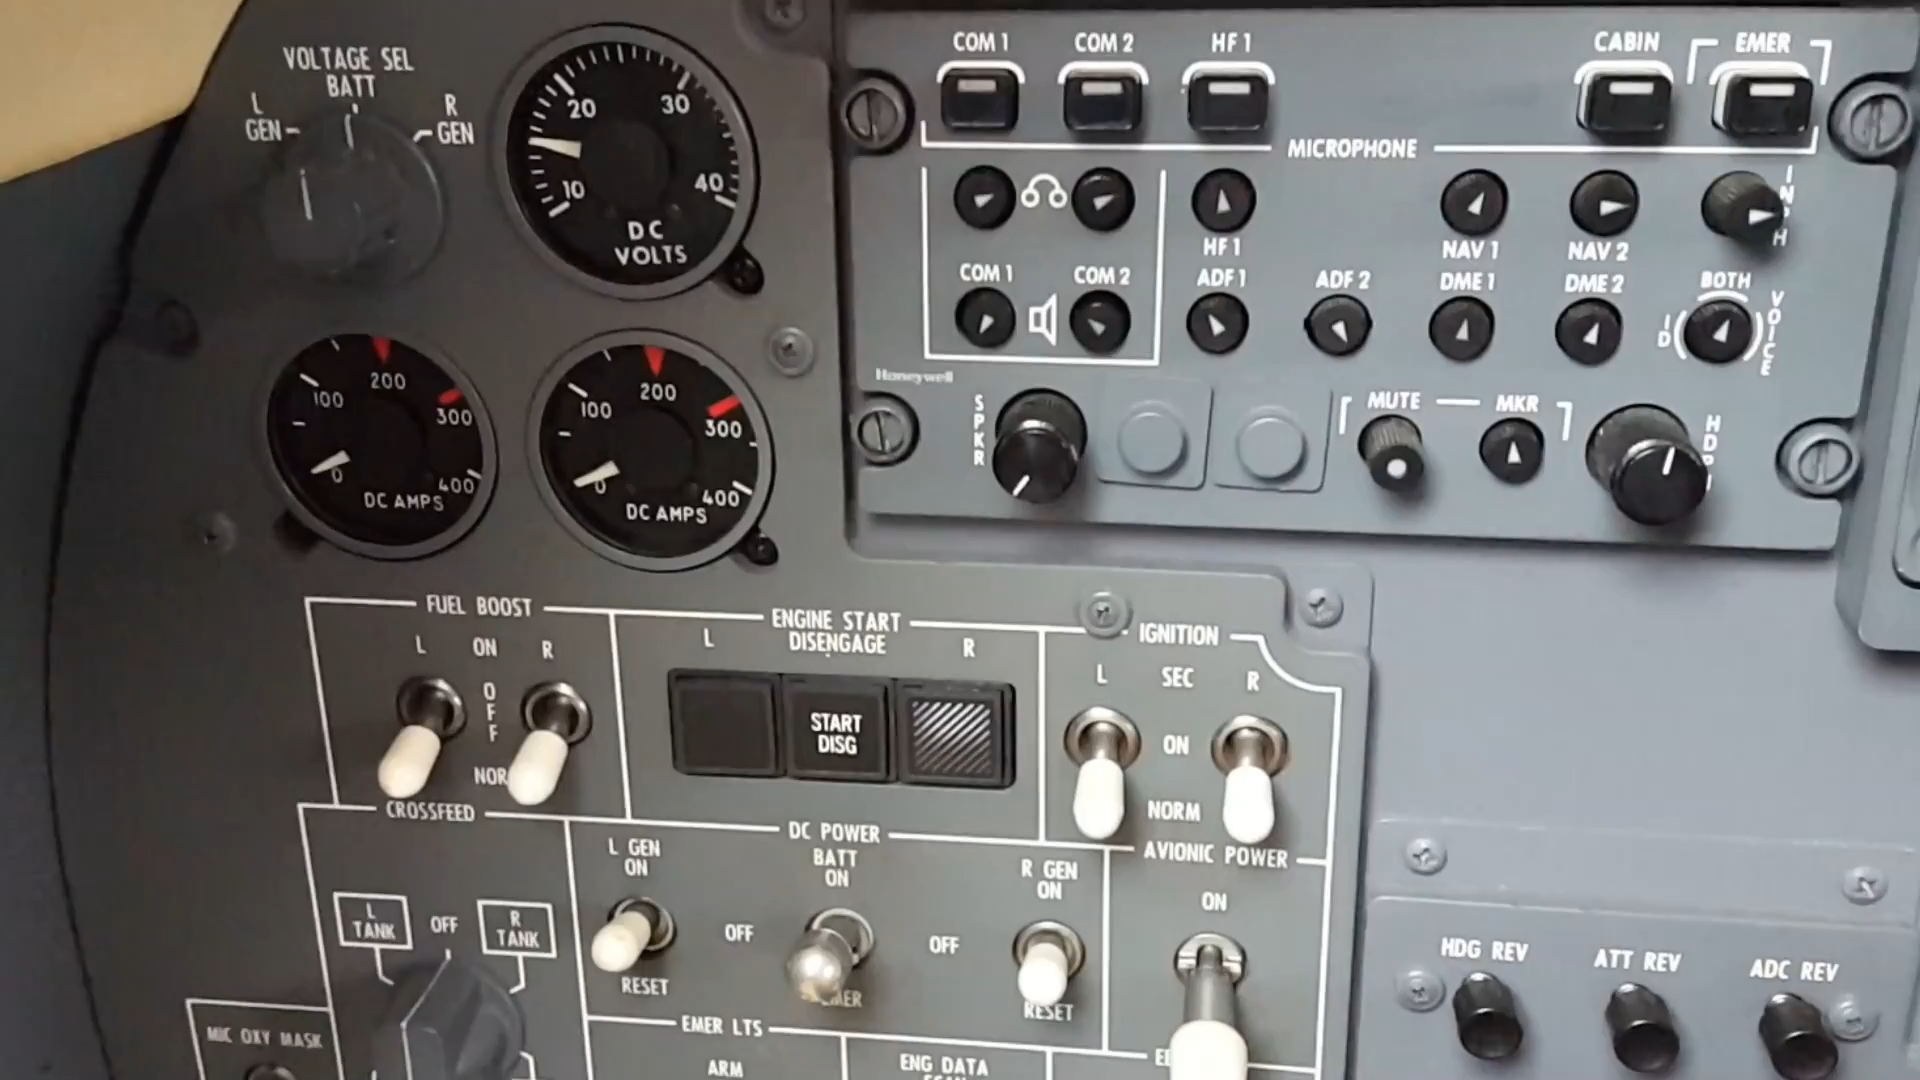 VOLTAGE SEL
BATT
L
GEN
R
GEN
20
30
10
40
DC
VOLTS
100
200
300
0
400
DC AMPS
100
200
300
0
400
DC AMPS
COM 1
COM 2
HF 1
CABIN
EMER
MICROPHONE
HF 1
NAV 1
NAV 2
COM 1
COM 2
ADF 1
ADF 2
DME 1
DME 2
BOTH
ID
VOICE
Honeywell
SPKR
MUTE
MKR
FUEL BOOST
L
ON
R
OFF
NOR
ENGINE START
L
DISENGAGE
R
START
DISG
IGNITION
L
SEC
R
ON
NORM
CROSSFEED
L
TANK
OFF
R
TANK
DC POWER
L GEN
ON
BATT
ON
R GEN
ON
OFF
OFF
RESET
RESET
AVIONIC POWER
ON
MIC OXY MASK
EMER LTS
ARM
ENG DATA
HDG REV
ATT REV
ADC REV